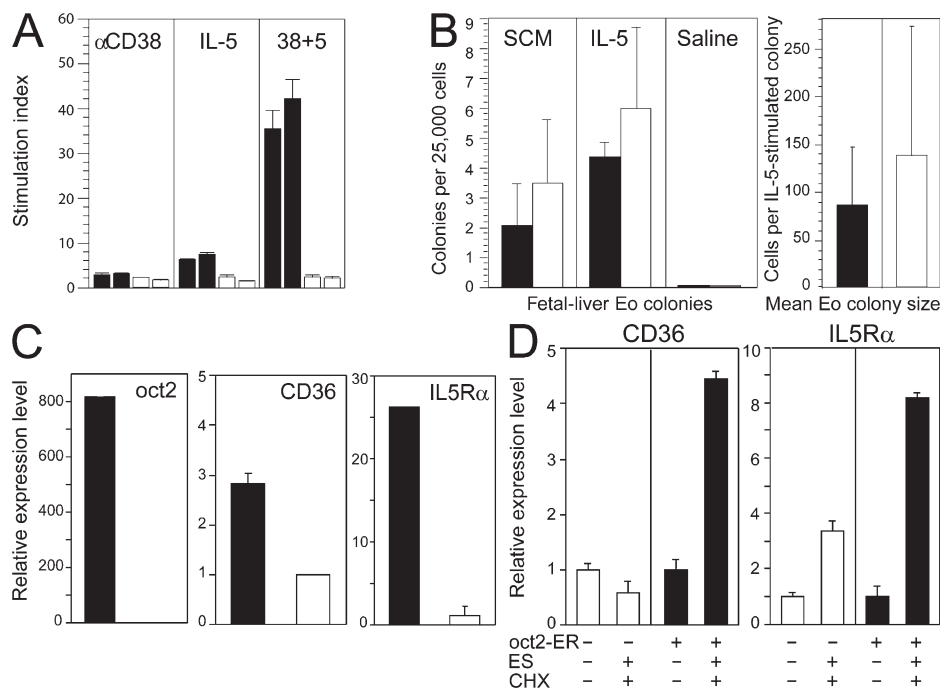 A
Stimulation index
60
50
40
30
20
10
0
αCD38 IL-5 38+5
B
Colonies per 25,000 cells
9
8
7
6
5
4
3
2
1
0
SCM IL-5 Saline
Fetal-liver Eo colonies
Cells per IL-5-stimulated colony
250
200
150
100
50
0
Mean Eo colony size
C
Relative expression level
800
600
400
200
0
oct2
5
4
3
2
1
0
CD36
30
20
10
0
IL5Rα
D
Relative expression level
CD36
5
4
3
2
1
0
IL5Rα
10
8
6
4
2
0
oct2-ER − − + + − − + +
ES − + − + − + − +
CHX − + − + − + − +